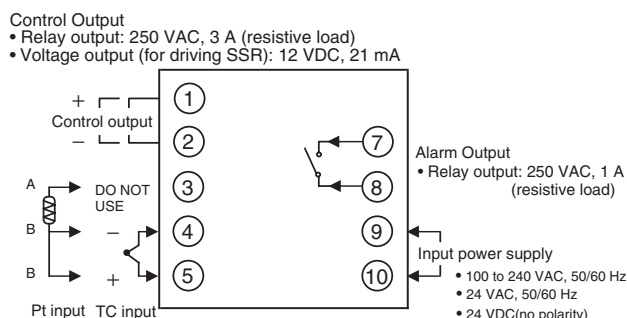 Control Output
• Relay output: 250 VAC, 3 A (resistive load)
• Voltage output (for driving SSR): 12 VDC, 21 mA
+
Control output
−
1
2
3
4
5
7
8
9
10
A
DO NOT
USE
B
−
B
+
Pt input TC input
Alarm Output
• Relay output: 250 VAC, 1 A
(resistive load)
Input power supply
• 100 to 240 VAC, 50/60 Hz
• 24 VAC, 50/60 Hz
• 24 VDC(no polarity)